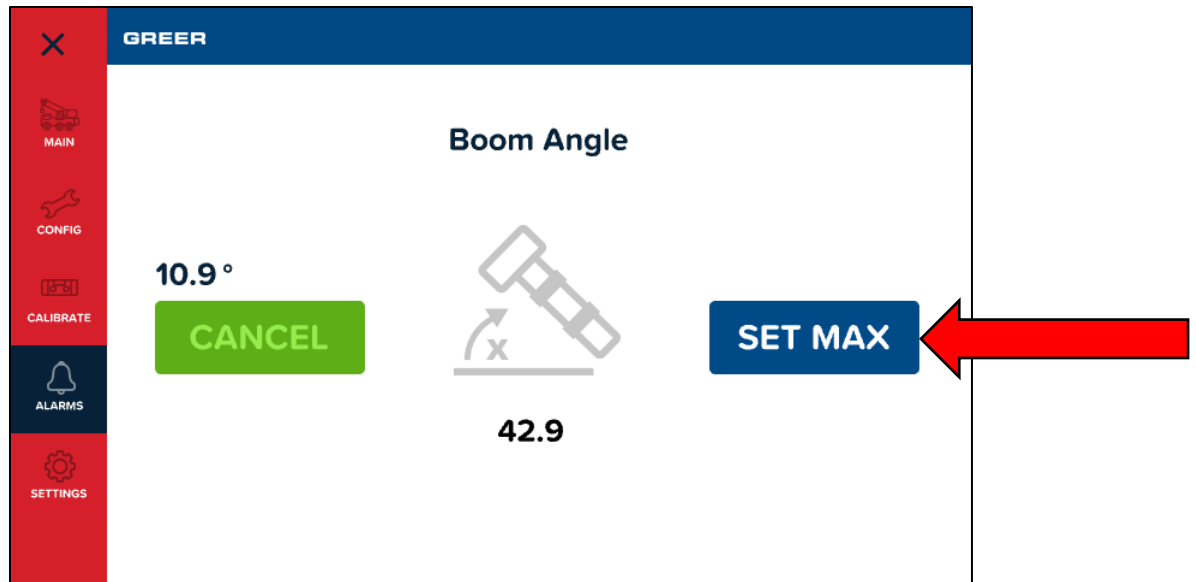 GREER
MAIN
CONFIG
CALIBRATE
ALARMS
SETTINGS
Boom Angle
10.9 °
CANCEL
X
SET MAX
42.9